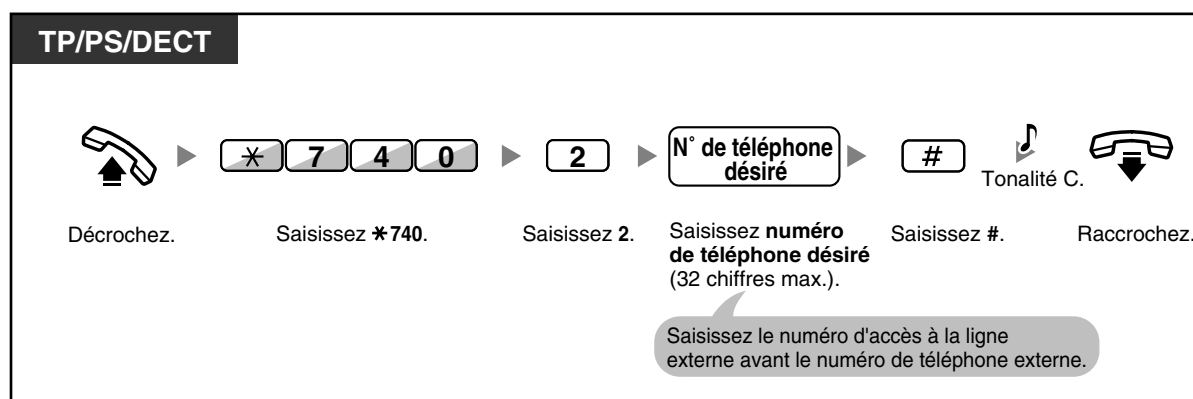 TP/PS/DECT
* 7 4 0
2
N° de téléphone
désiré
#
Tonalité C.
Décrochez.
Saisissez *740.
Saisissez 2.
Saisissez numéro
de téléphone désiré
(32 chiffres max.).
Saisissez #.
Raccrochez.
Saisissez le numéro d'accès à la ligne
externe avant le numéro de téléphone externe.